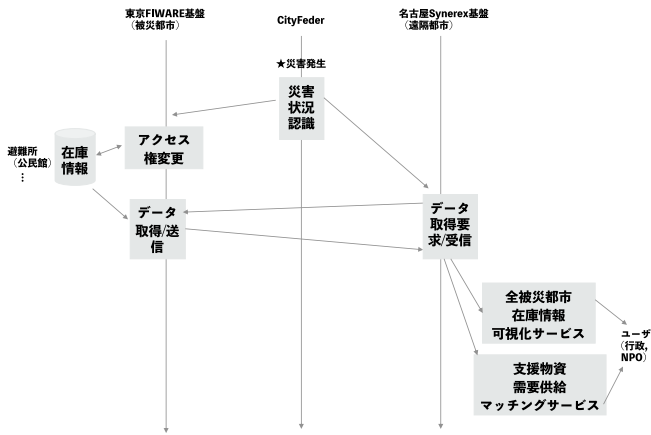 東京FIWARE基盤
（被災都市）
CityFeder
名古屋Synerex基盤
（遠隔都市）
★災害発生
災害
状況
認識
アクセス
権変更
避難所
（公民館）
⋮
在庫
情報
データ
取得/送
信
データ
取得要
求/受信
全被災都市
在庫情報
可視化サービス
ユーザ
（行政,
NPO）
支援物資
需要供給
マッチングサービス